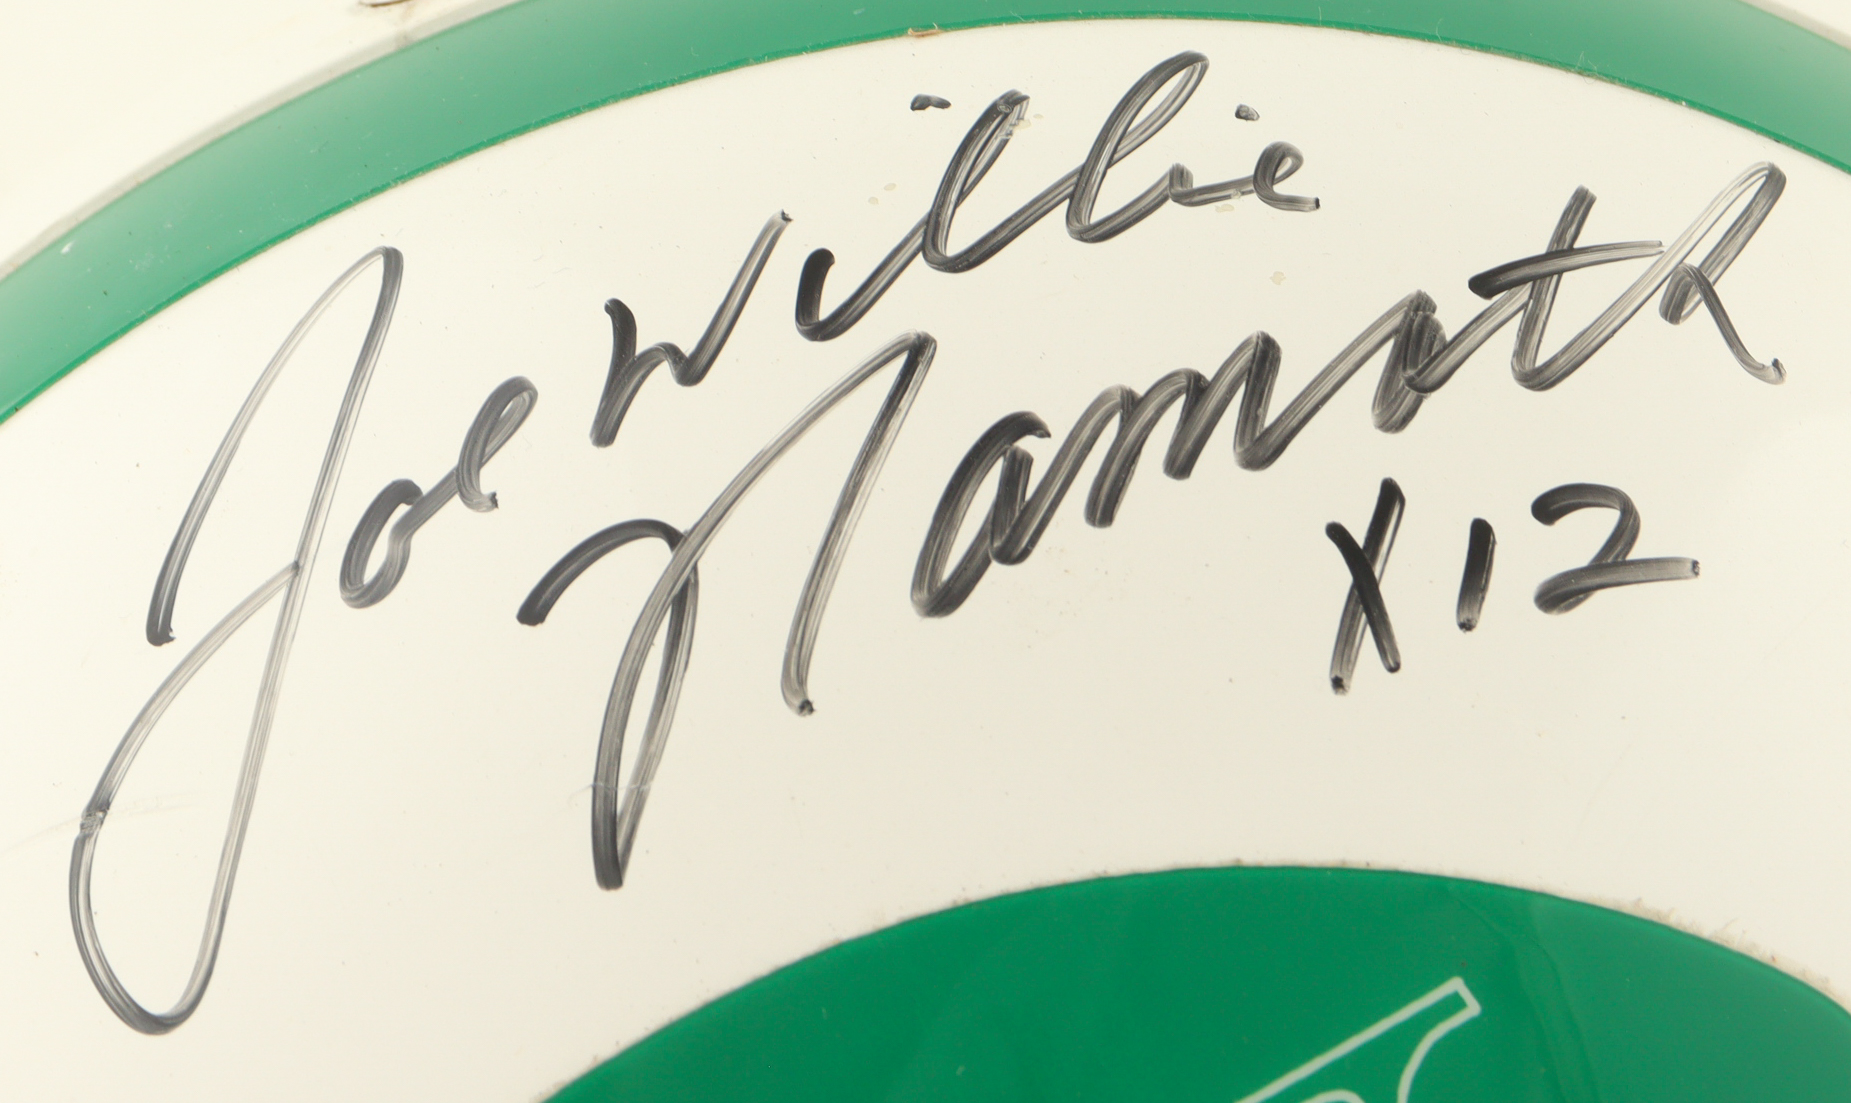 Joe Willie
Namath
X12